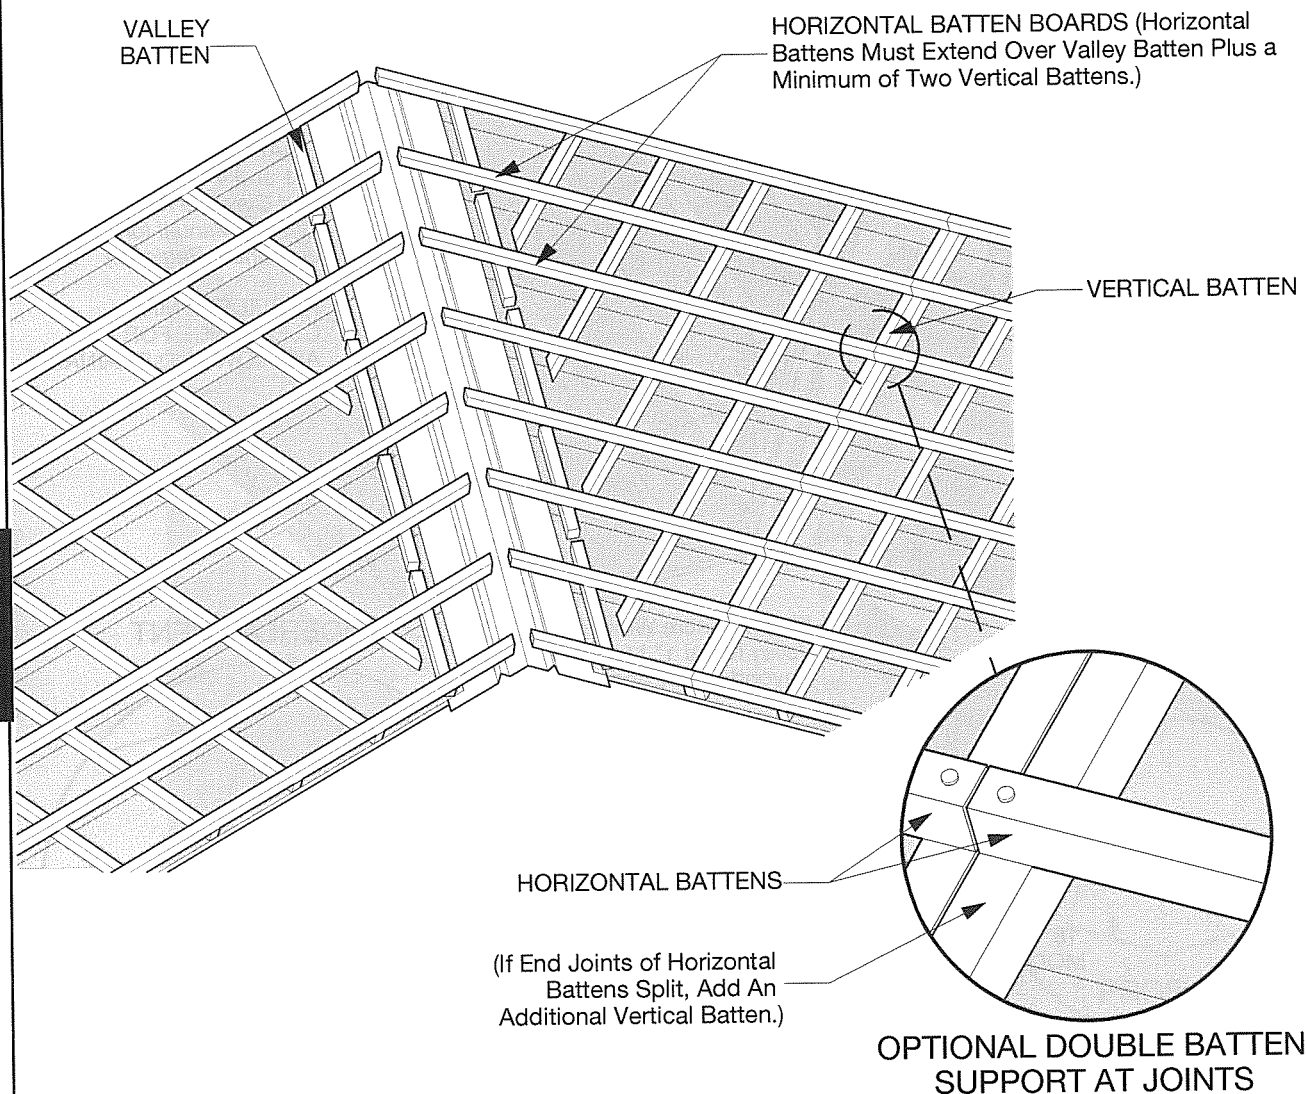 VALLEY
BATTEN
HORIZONTAL BATTEN BOARDS (Horizontal
Battens Must Extend Over Valley Batten Plus a
Minimum of Two Vertical Battens.)
VERTICAL BATTEN
HORIZONTAL BATTENS
(If End Joints of Horizontal
Battens Split, Add An
Additional Vertical Batten.)
OPTIONAL DOUBLE BATTEN
SUPPORT AT JOINTS